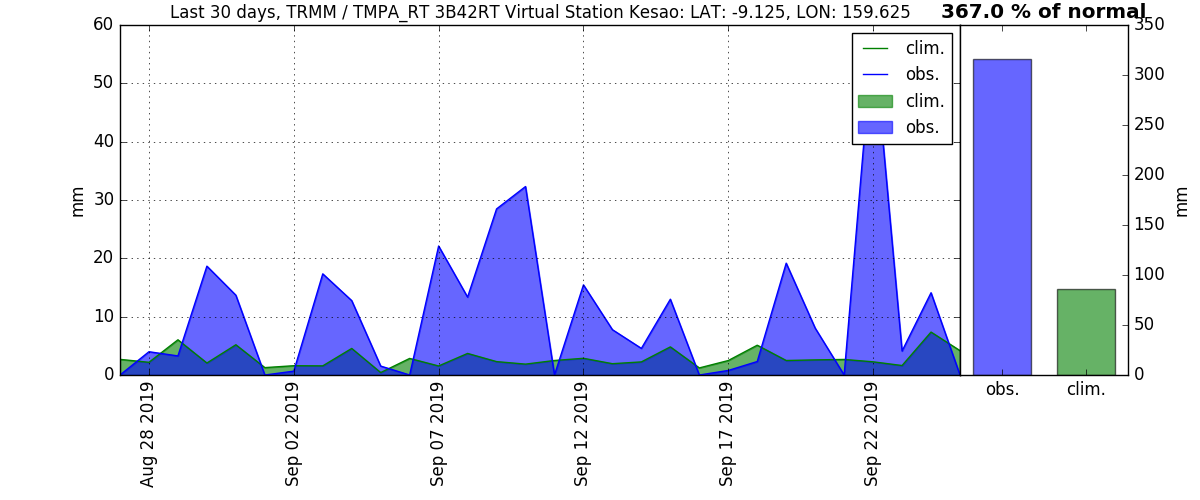 Last 30 days, TRMM / TMPA_RT 3B42RT Virtual Station Kesao: LAT: -9.125, LON: 159.625
367.0 % of normal
60
50
40
30
20
10
0
mm
clim.
obs.
clim.
obs.
350
300
250
200
150
100
50
0
mm
Aug 28 2019
Sep 02 2019
Sep 07 2019
Sep 12 2019
Sep 17 2019
Sep 22 2019
obs.
clim.